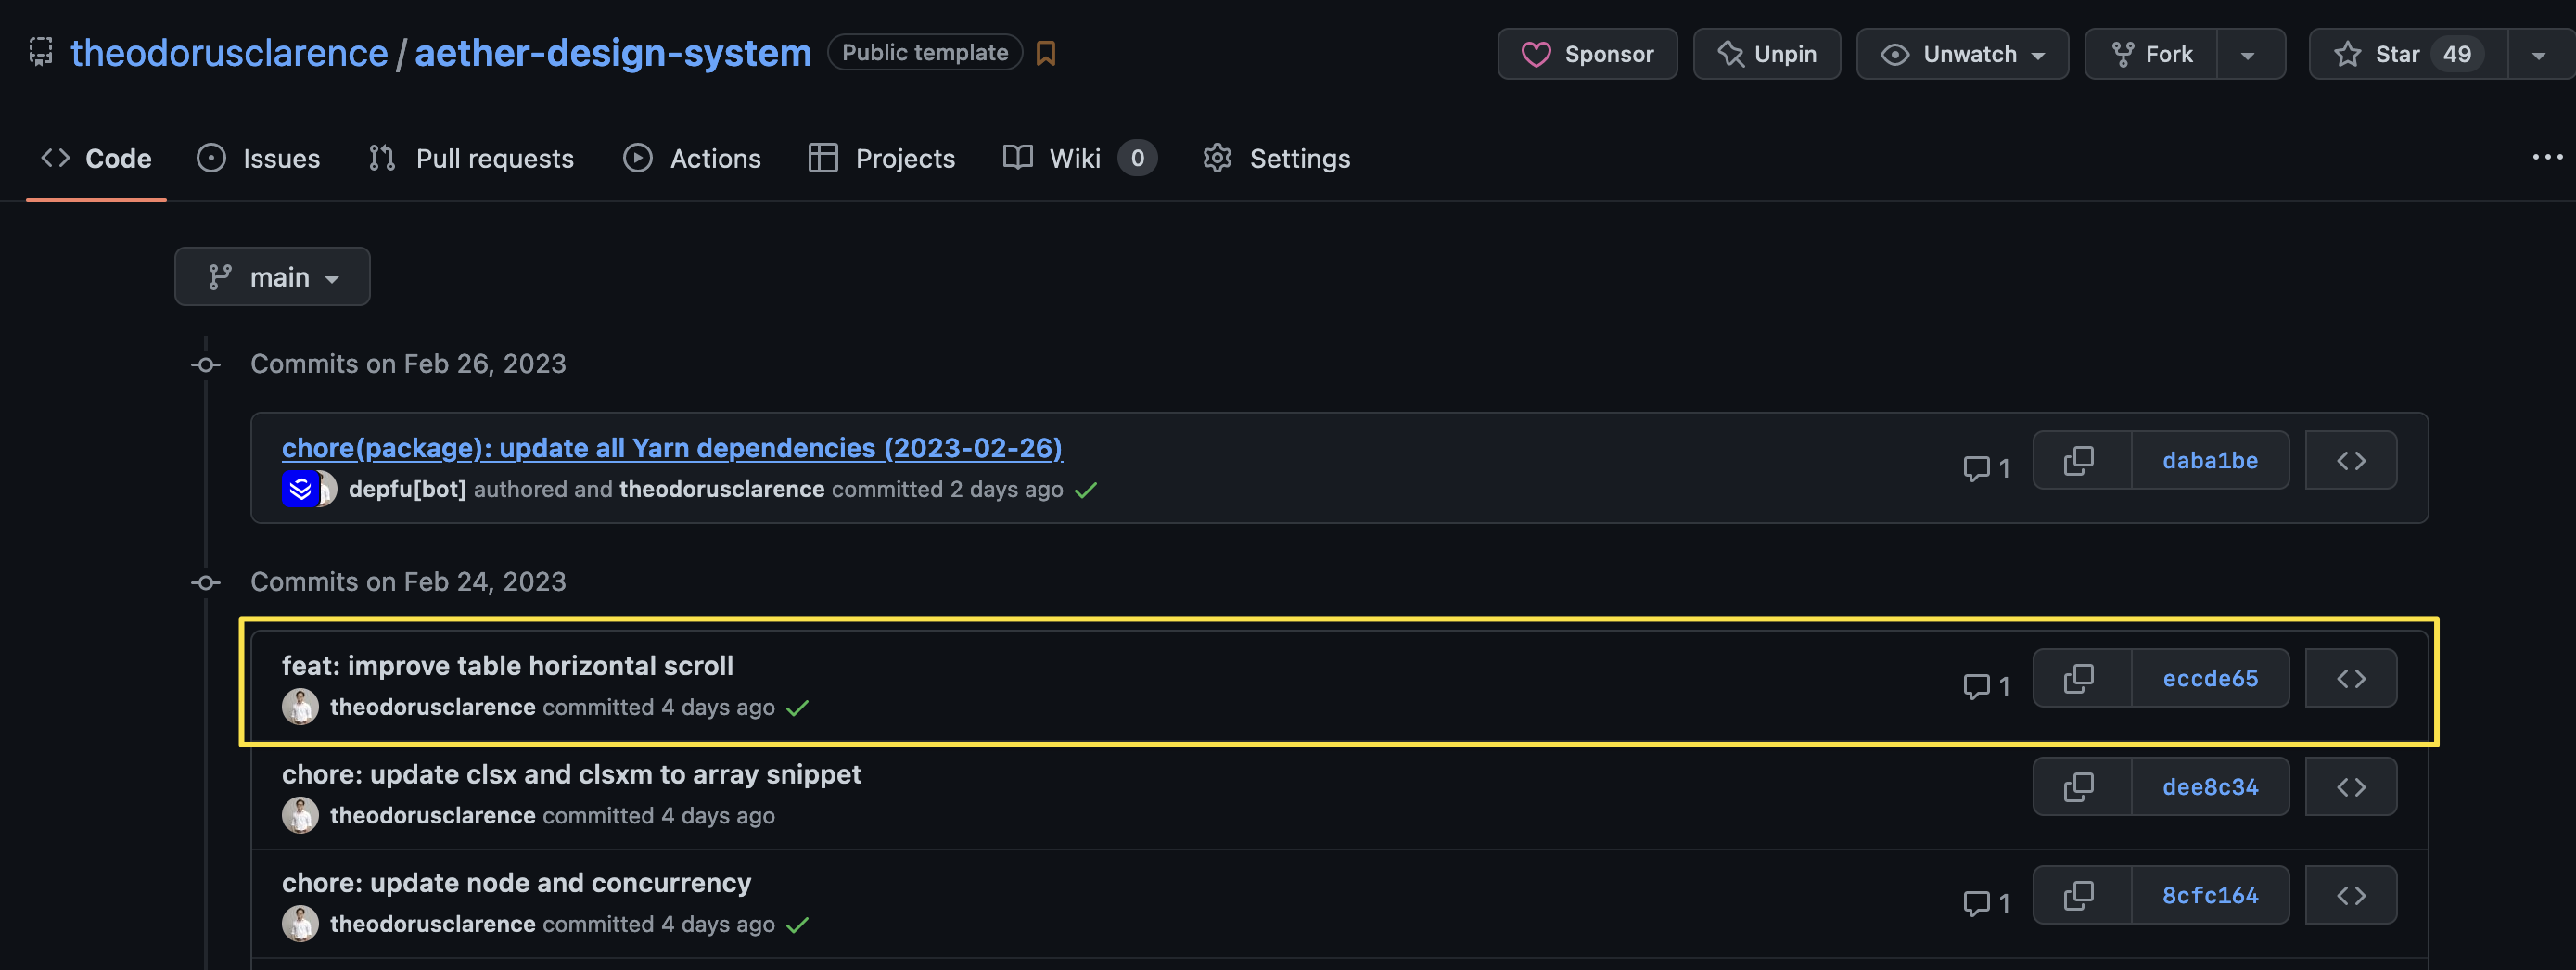 theodorusclarence / aether-design-system Public template Sponsor Unpin Unwatch Fork Star 49
Code Issues Pull requests Actions Projects Wiki 0 Settings
main
Commits on Feb 26, 2023
chore(package): update all Yarn dependencies (2023-02-26)
depfu[bot] authored and theodorusclarence committed 2 days ago
1 daba1be
Commits on Feb 24, 2023
feat: improve table horizontal scroll
theodorusclarence committed 4 days ago
1 eccde65
chore: update clsx and clsxm to array snippet
theodorusclarence committed 4 days ago
dee8c34
chore: update node and concurrency
theodorusclarence committed 4 days ago
1 8cfc164